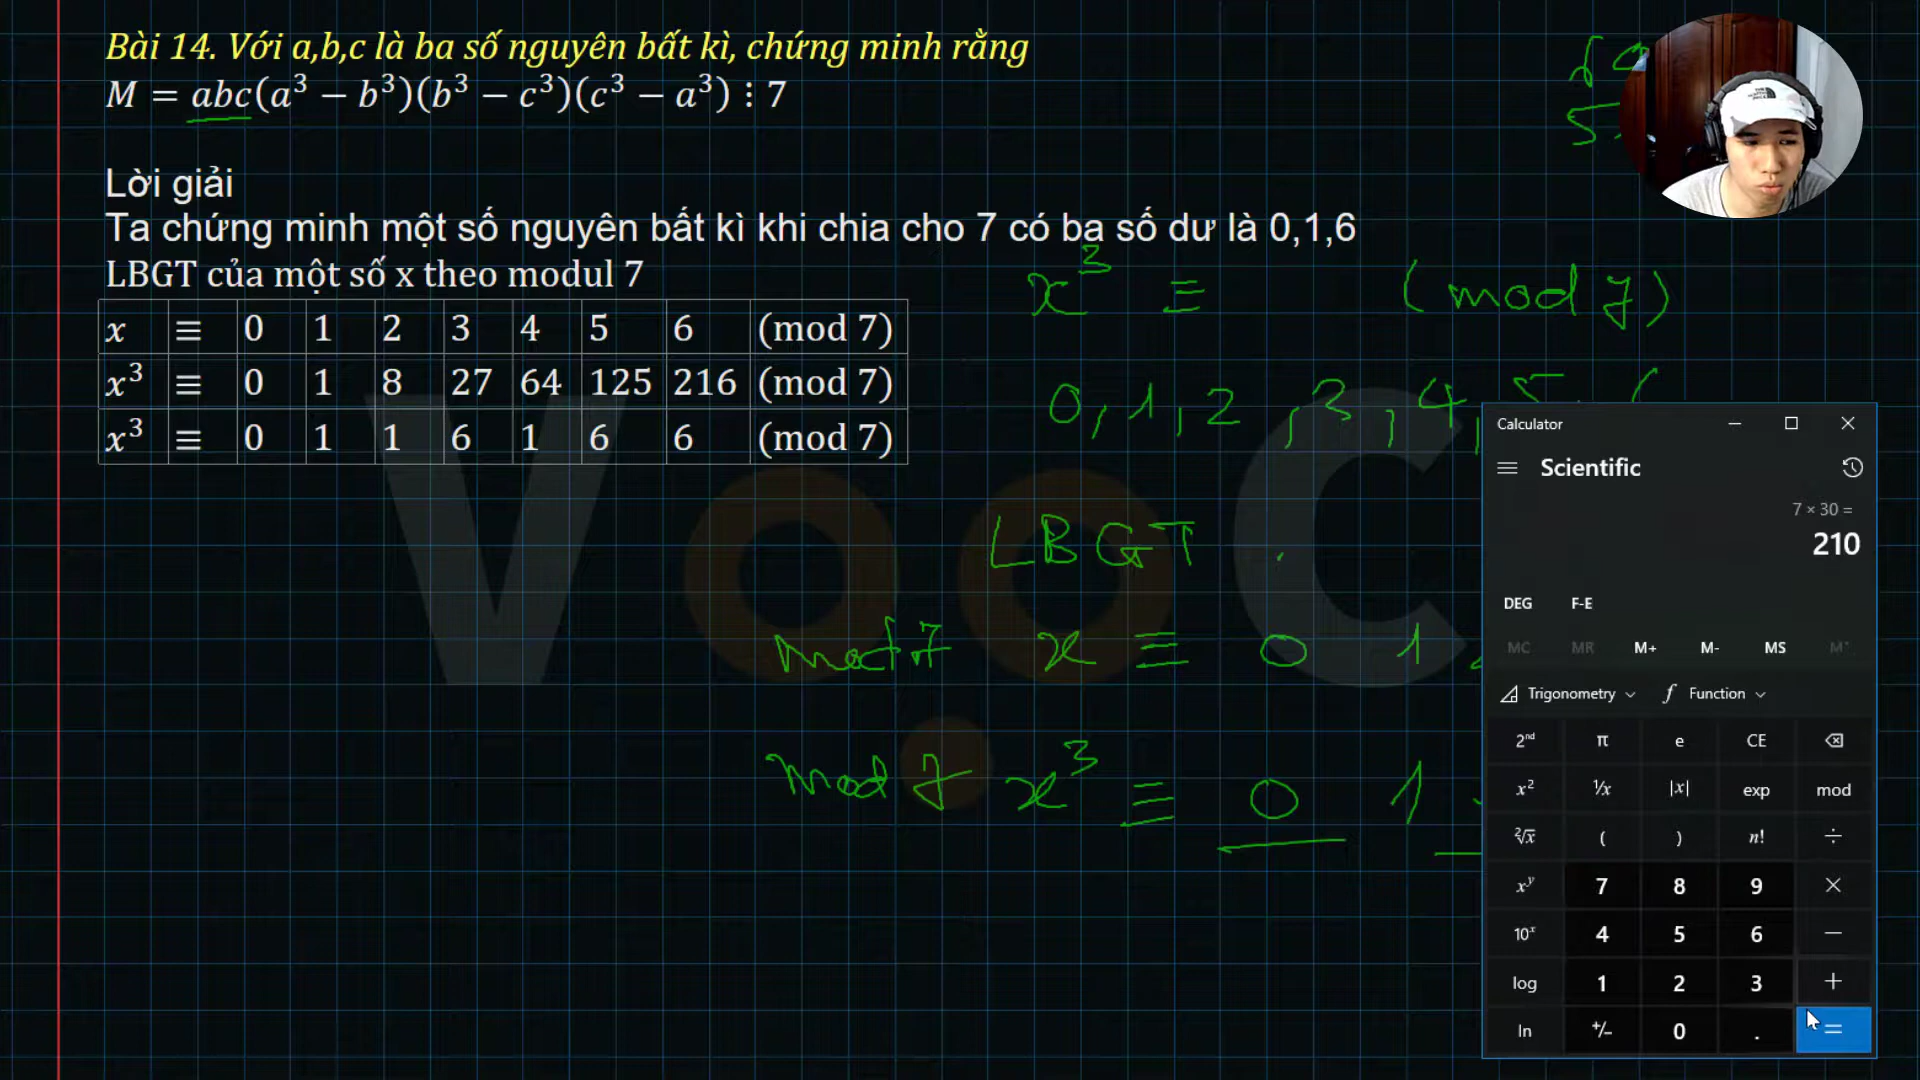 Bài 14. Với a,b,c là ba số nguyên bất kì, chứng minh rằng
M = abc(a³ − b³)(b³ − c³)(c³ − a³) ⋮ 7
Lời giải
Ta chứng minh một số nguyên bất kì khi chia cho 7 có ba số dư là 0,1,6
LBGT của một số x theo modul 7
x ≡ 0 1 2 3 4 5 6 (mod 7)
x³ ≡ 0 1 8 27 64 125 216 (mod 7)
x³ ≡ 0 1 1 6 1 6 6 (mod 7)
x³ ≡ (mod 7)
0, 1, 2, 3, 4, 5,
LBGT
mod 7 x ≡ 0 1
mod 7 x³ ≡ 0 1
VOOC
Calculator
Scientific
7 × 30 =
210
DEG F-E
MC MR M+ M- MS
Trigonometry Function
2ⁿᵈ π e CE
x² ¹/x |x| exp mod
²√x ( ) n! ÷
xʸ 7 8 9 ×
10ˣ 4 5 6 −
log 1 2 3 +
ln +/− 0 . =